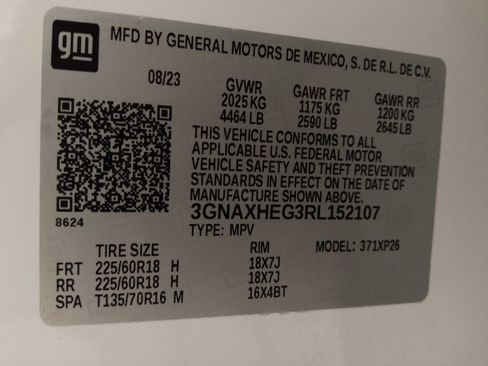 gm MFD BY GENERAL MOTORS DE MEXICO, S. DE R.L. DE C.V.
08/23 GVWR GAWR FRT GAWR RR
2025 KG 1175 KG 1200 KG
4464 LB 2590 LB 2645 LB
THIS VEHICLE CONFORMS TO ALL
APPLICABLE U.S. FEDERAL MOTOR
VEHICLE SAFETY AND THEFT PREVENTION
STANDARDS IN EFFECT ON THE DATE OF
MANUFACTURE SHOWN ABOVE.
8624 3GNAXHEG3RL152107
TYPE: MPV
TIRE SIZE RIM MODEL: 371XP26
FRT 225/60R18 H 18X7J
RR 225/60R18 H 18X7J
SPA T135/70R16 M 16X4BT